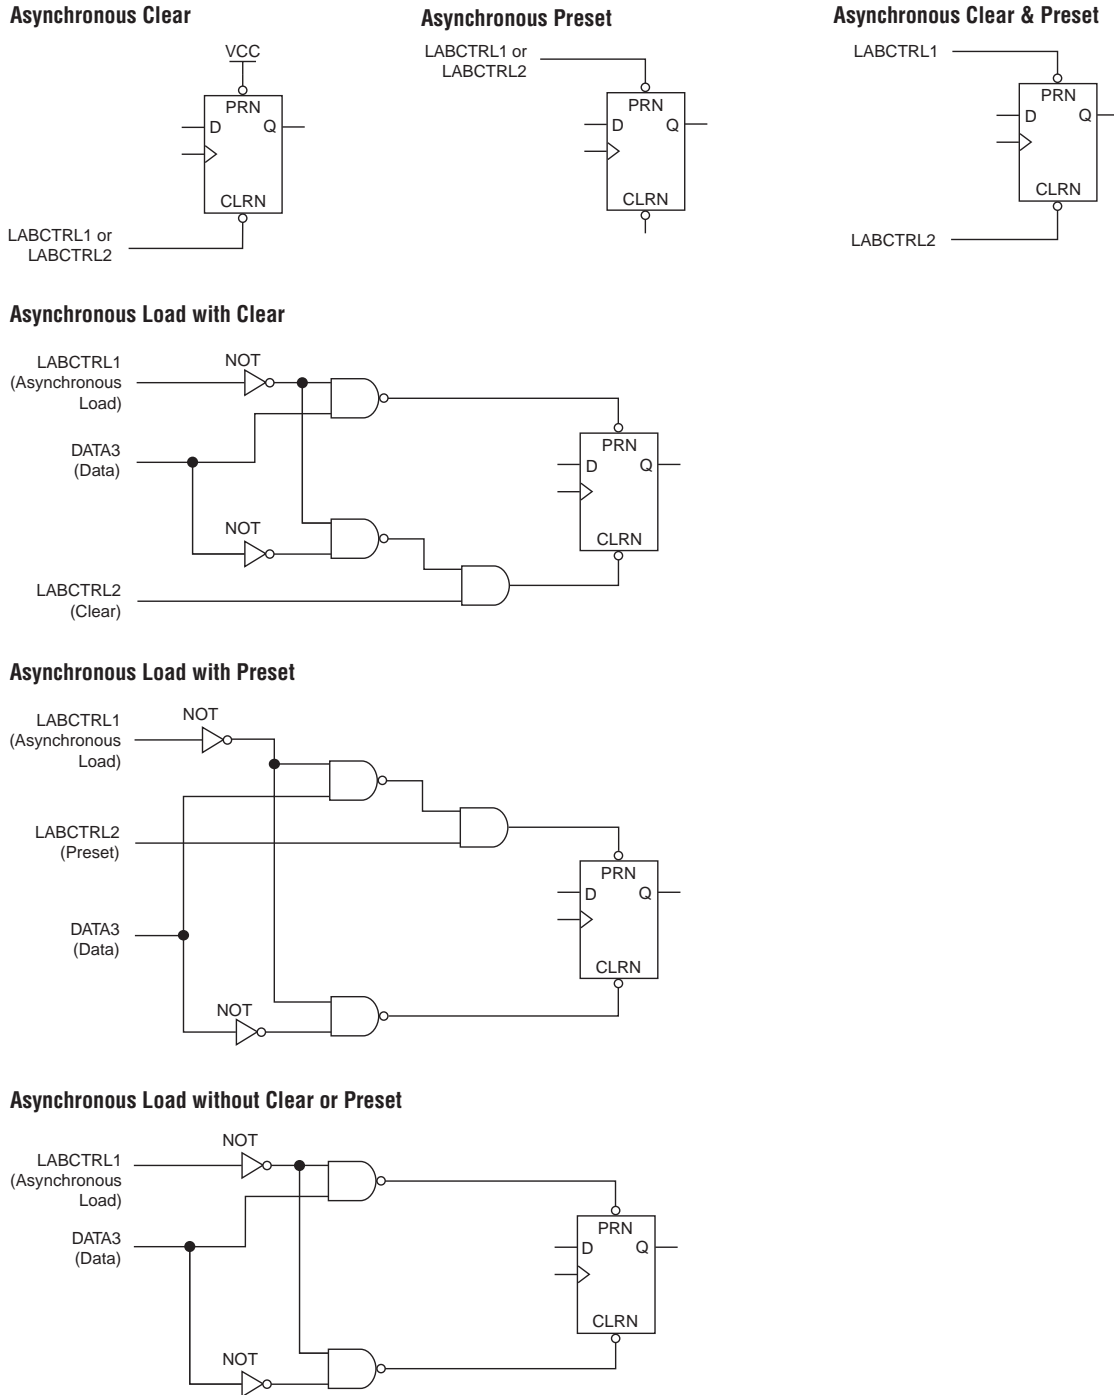 Asynchronous Clear
VCC
PRN
D
Q
CLRN
LABCTRL1 or
LABCTRL2
Asynchronous Preset
LABCTRL1 or
LABCTRL2
PRN
D
Q
CLRN
Asynchronous Clear & Preset
LABCTRL1
PRN
D
Q
CLRN
LABCTRL2
Asynchronous Load with Clear
LABCTRL1
(Asynchronous
Load)
NOT
DATA3
(Data)
NOT
LABCTRL2
(Clear)
PRN
D
Q
CLRN
Asynchronous Load with Preset
LABCTRL1
(Asynchronous
Load)
NOT
LABCTRL2
(Preset)
DATA3
(Data)
NOT
PRN
D
Q
CLRN
Asynchronous Load without Clear or Preset
LABCTRL1
(Asynchronous
Load)
NOT
DATA3
(Data)
NOT
PRN
D
Q
CLRN